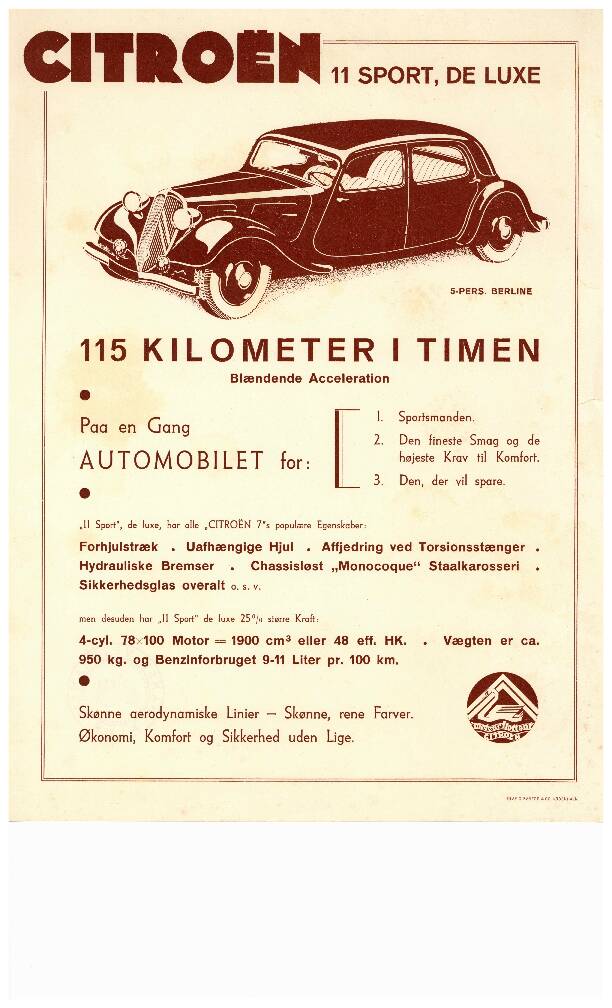 CITROËN
11 SPORT, DE LUXE
5-PERS. BERLINE
115 KILOMETER I TIMEN
Blændende Acceleration
Paa en Gang
AUTOMOBILET for:
1. Sportsmanden.
2. Den fineste Smag og de
højeste Krav til Komfort.
3. Den, der vil spare.
„11 Sport", de luxe, har alle „CITROËN 7"s populære Egenskaber:
Forhjulstræk . Uafhængige Hjul . Affjedring ved Torsionsstænger .
Hydrauliske Bremser . Chassisløst „Monocoque" Staalkarosseri .
Sikkerhedsglas overalt o. s. v.
men desuden har „11 Sport" de luxe 25% større Kraft:
4-cyl. 78×100 Motor = 1900 cm³ eller 48 eff. HK. . Vægten er ca.
950 kg. og Benzinforbruget 9-11 Liter pr. 100 km.
Skønne aerodynamiske Linier — Skønne, rene Farver.
Økonomi, Komfort og Sikkerhed uden Lige.
CITROËN